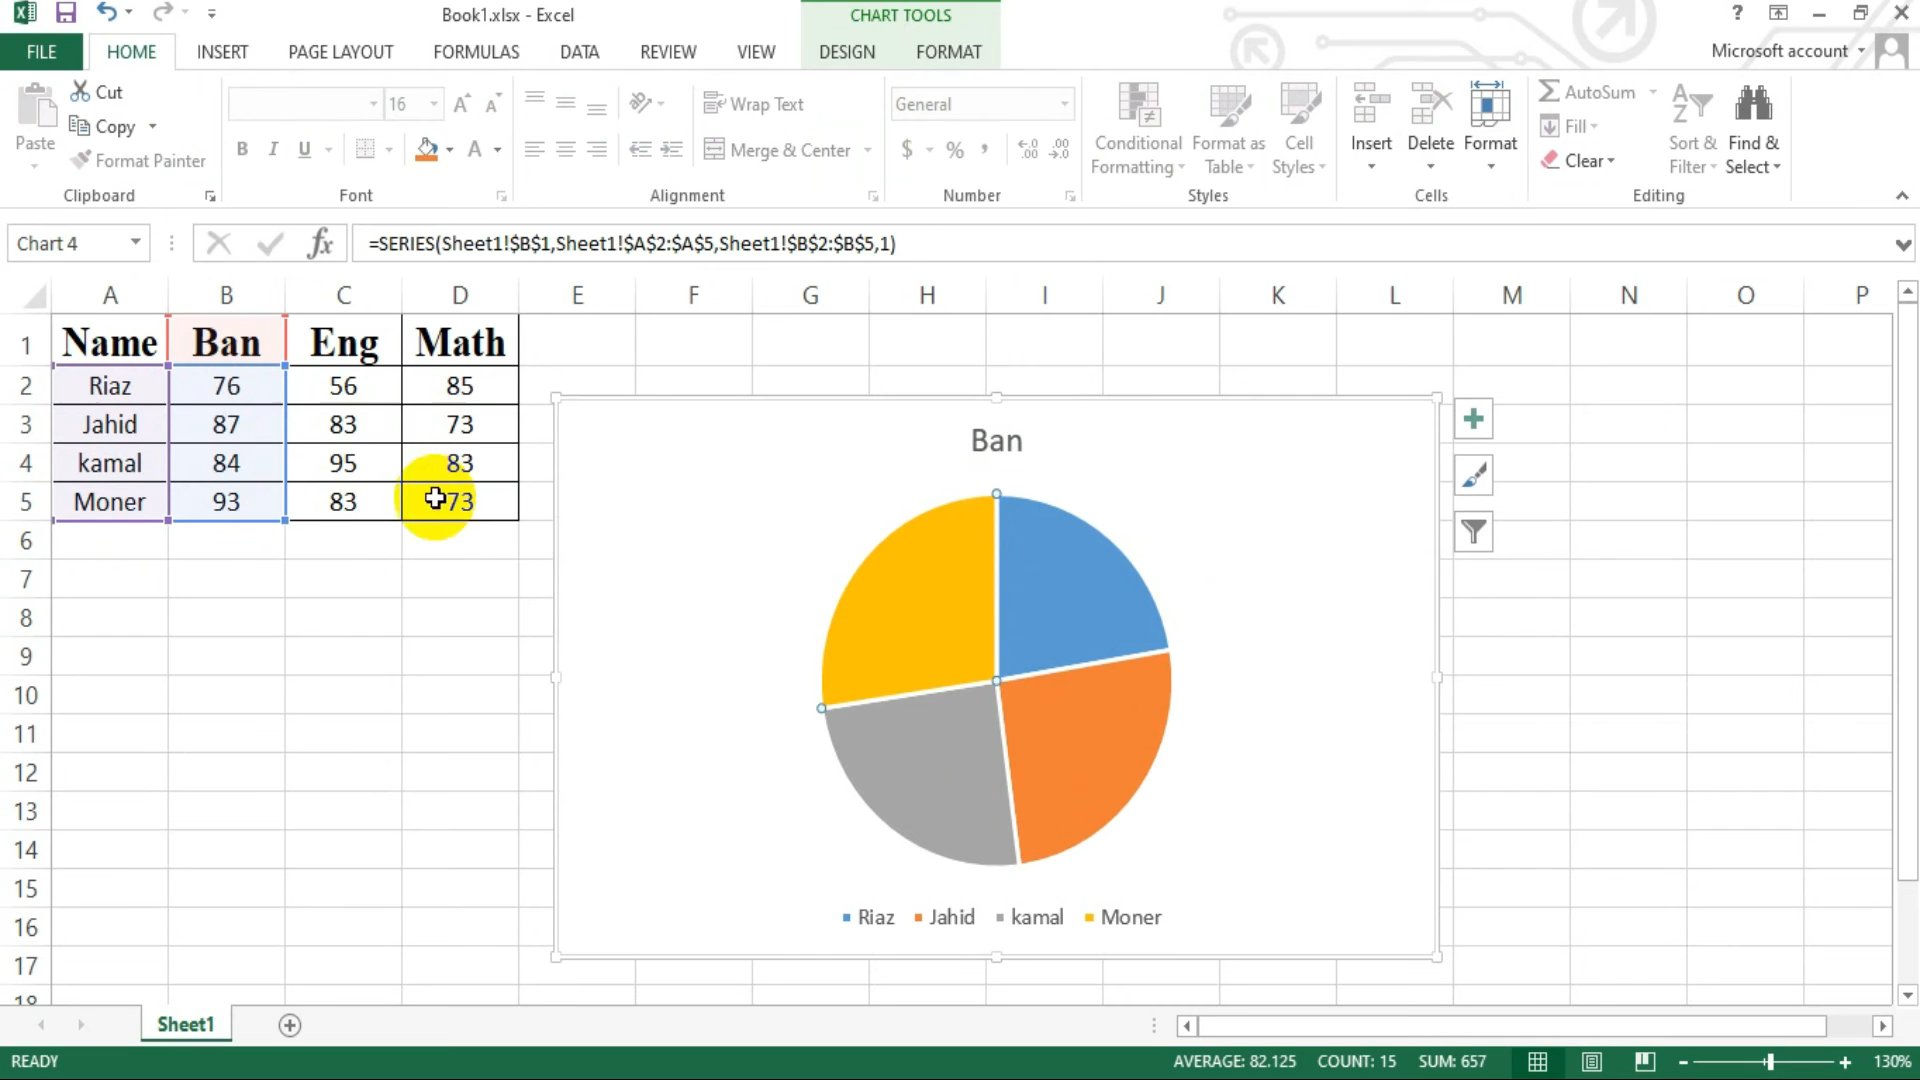 Book1.xlsx - Excel
CHART TOOLS
?
FILE HOME INSERT PAGE LAYOUT FORMULAS DATA REVIEW VIEW DESIGN FORMAT Microsoft account
Paste
Cut
Copy
Format Painter
Clipboard
16
A A
B I U A
Font
Wrap Text
Merge & Center
Alignment
General
$ % ,
Number
Conditional Formatting
Format as Table
Cell Styles
Styles
Insert
Delete
Format
Cells
AutoSum
Fill
Clear
Sort & Filter
Find & Select
Editing
Chart 4 fx =SERIES(Sheet1!$B$1,Sheet1!$A$2:$A$5,Sheet1!$B$2:$B$5,1)
A B C D E F G H I J K L M N O P
1 Name Ban Eng Math
2 Riaz 76 56 85
3 Jahid 87 83 73
4 kamal 84 95 83
5 Moner 93 83 73
6
7
8
9
10
11
12
13
14
15
16
17
18
Ban
Riaz Jahid kamal Moner
Sheet1
READY AVERAGE: 82.125 COUNT: 15 SUM: 657 130%